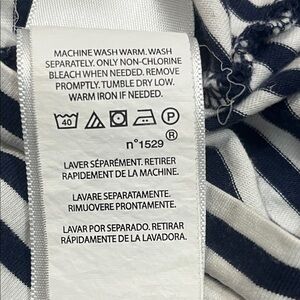 MACHINE WASH WARM. WASH
SEPARATELY. ONLY NON-CHLORINE
BLEACH WHEN NEEDED. REMOVE
PROMPTLY. TUMBLE DRY LOW.
WARM IRON IF NEEDED.
40 P
®
n°1529
LAVER SÉPARÉMENT. RETIRER
RAPIDEMENT DE LA MACHINE.
LAVARE SEPARATAMENTE.
RIMUOVERE PRONTAMENTE.
LAVAR POR SEPARADO. RETIRAR
RÁPIDAMENTE DE LA LAVADORA.